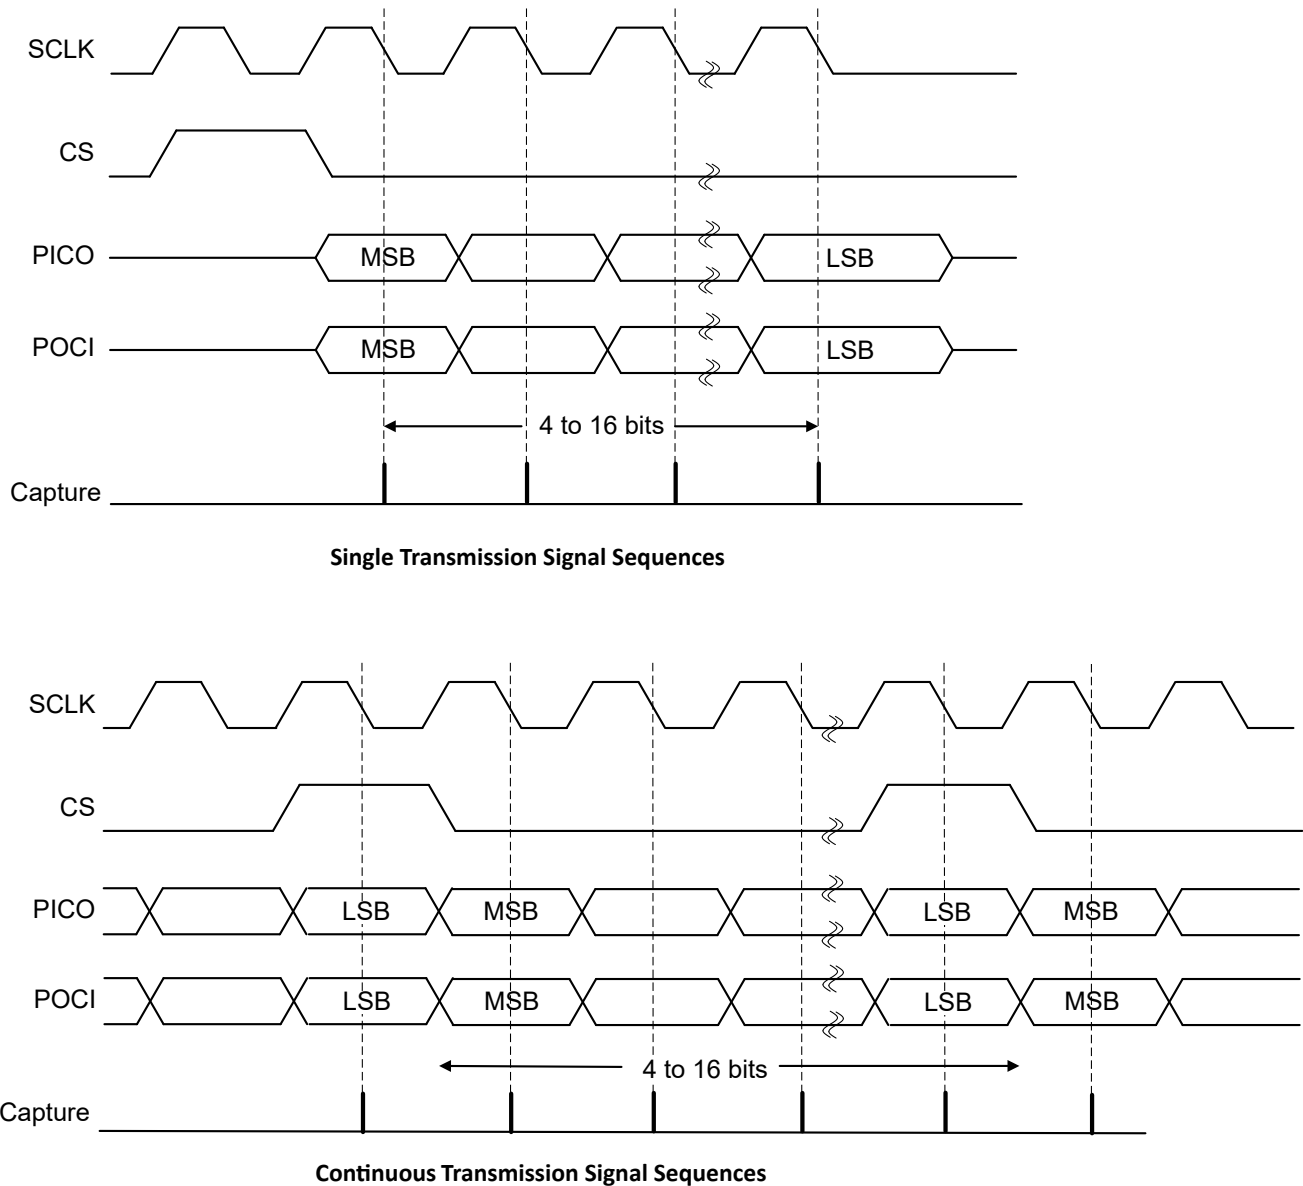 SCLK
CS
PICO MSB LSB
POCI MSB LSB
4 to 16 bits
Capture
Single Transmission Signal Sequences
SCLK
CS
PICO LSB MSB LSB MSB
POCI LSB MSB LSB MSB
4 to 16 bits
Capture
Continuous Transmission Signal Sequences